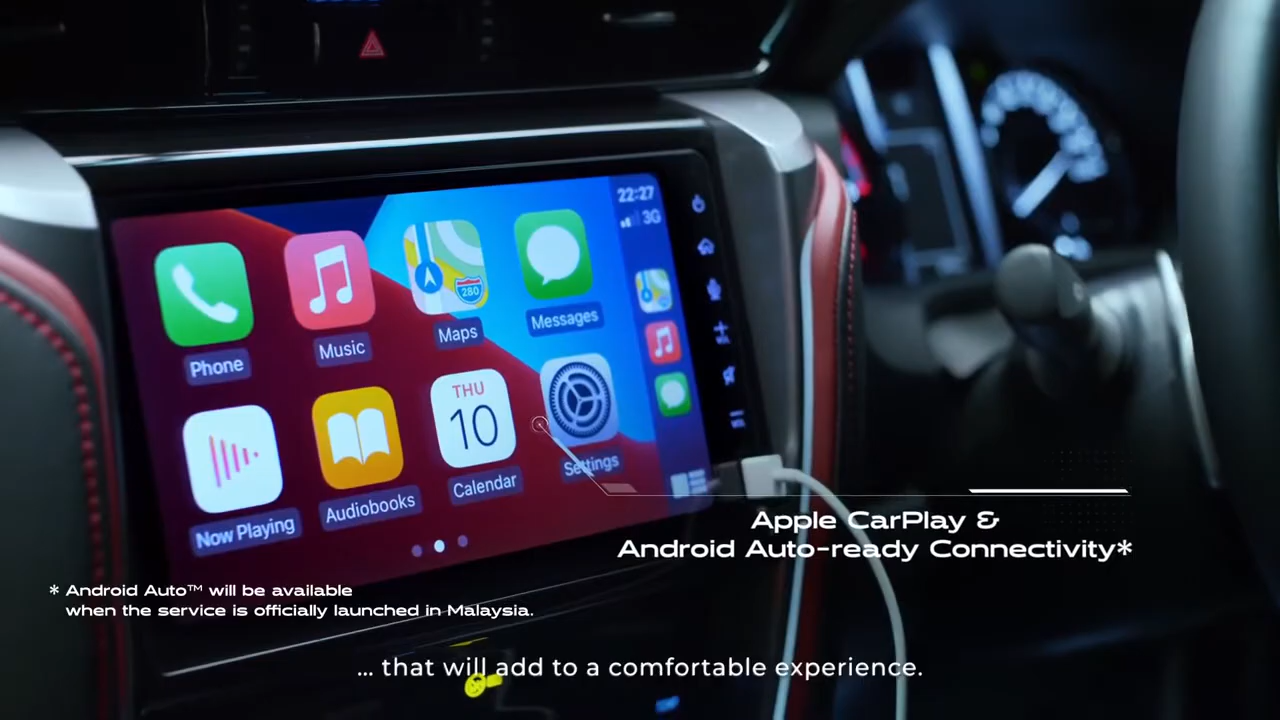 22:27
3G
Phone
Music
Maps
280
Messages
Now Playing
Audiobooks
THU
10
Calendar
Settings
Apple CarPlay &
Android Auto-ready Connectivity*
* Android Auto™ will be available
when the service is officially launched in Malaysia.
... that will add to a comfortable experience.